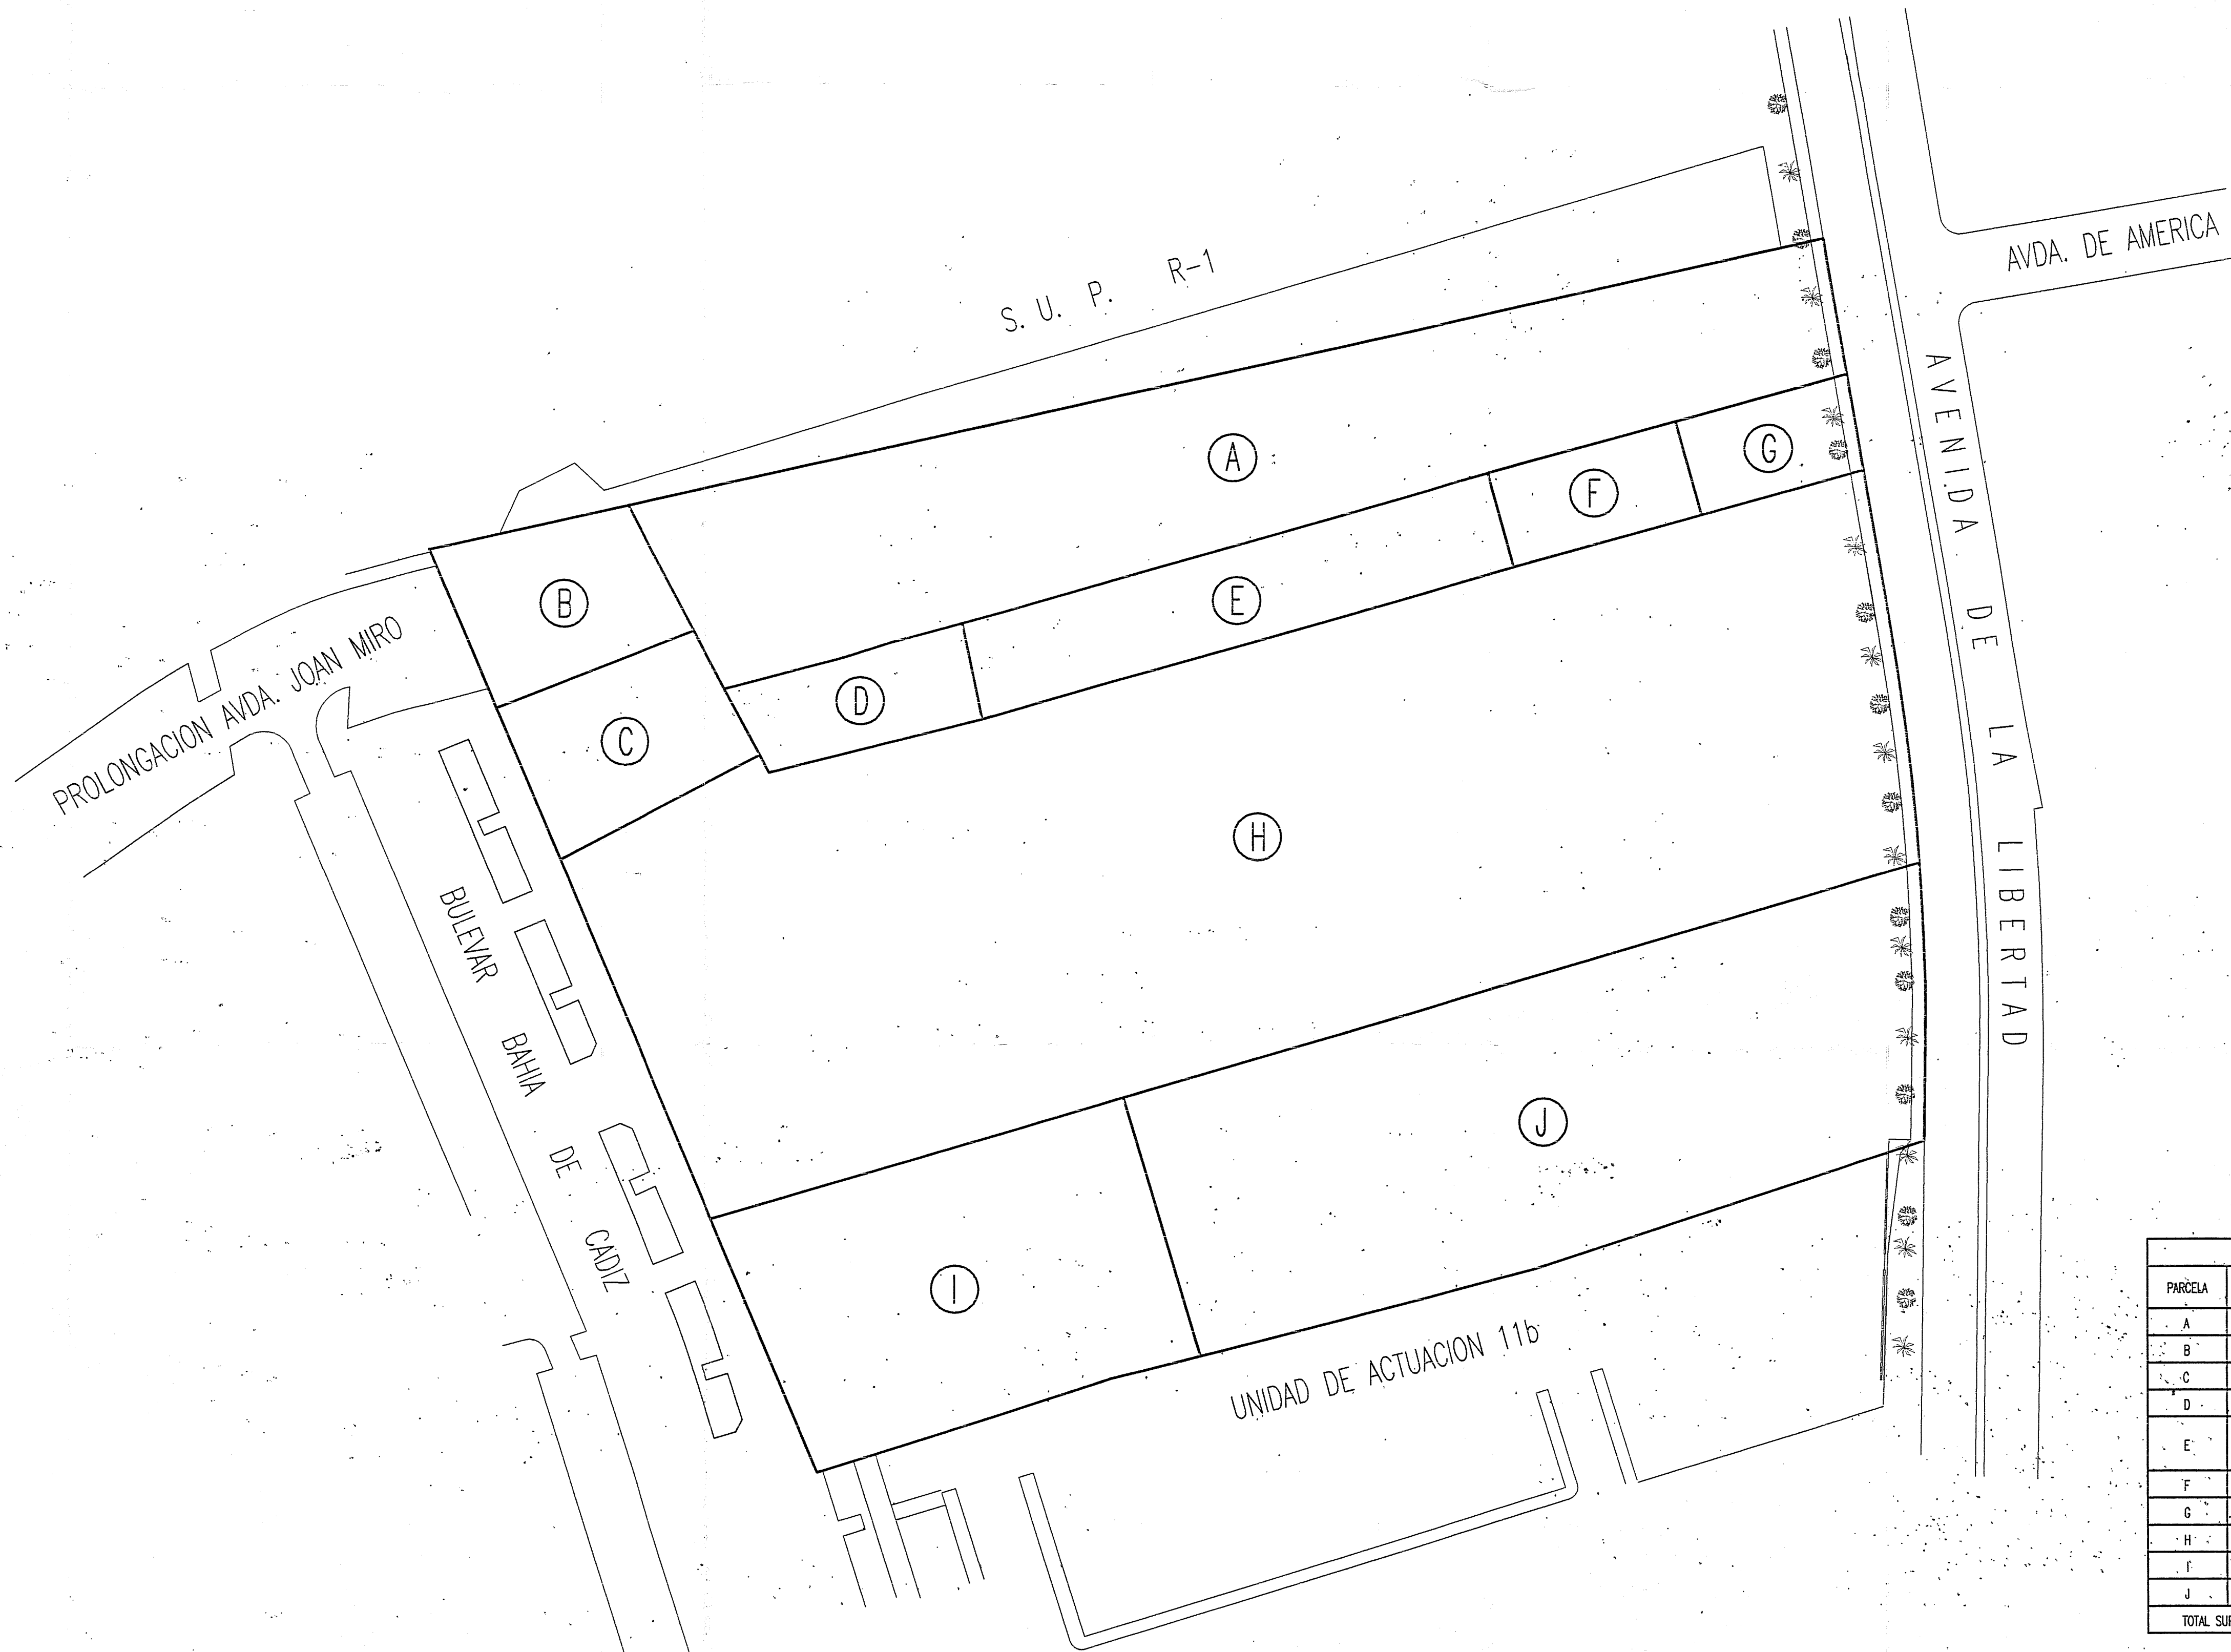 AVDA. DE AMERICA
S. U. P. R-1
AVENIDA DE LA LIBERTAD
A
G
F
B
E
PROLONGACION AVDA. JOAN MIRO
D
C
H
BULEVAR BAHIA DE CADIZ
J
I
UNIDAD DE ACTUACION 11b
PARCELA
A
B
C
D
E
F
G
H
I
J
TOTAL